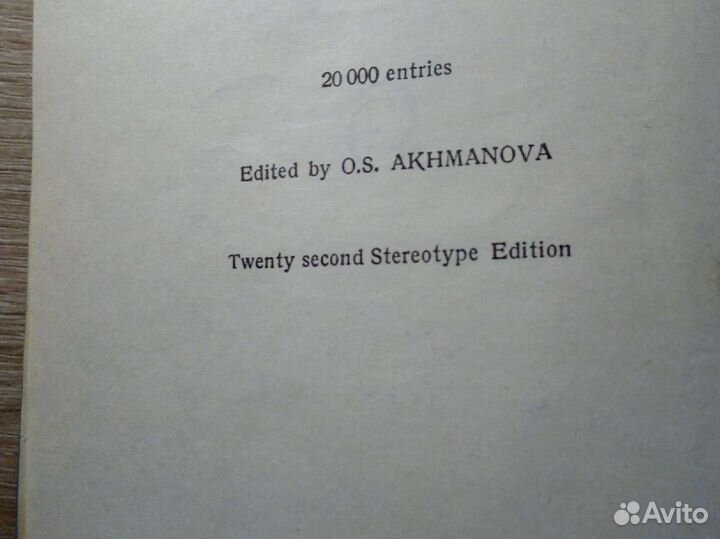 20 000 entries
Edited by O.S. AKHMANOVA
Twenty second Stereotype Edition
Avito